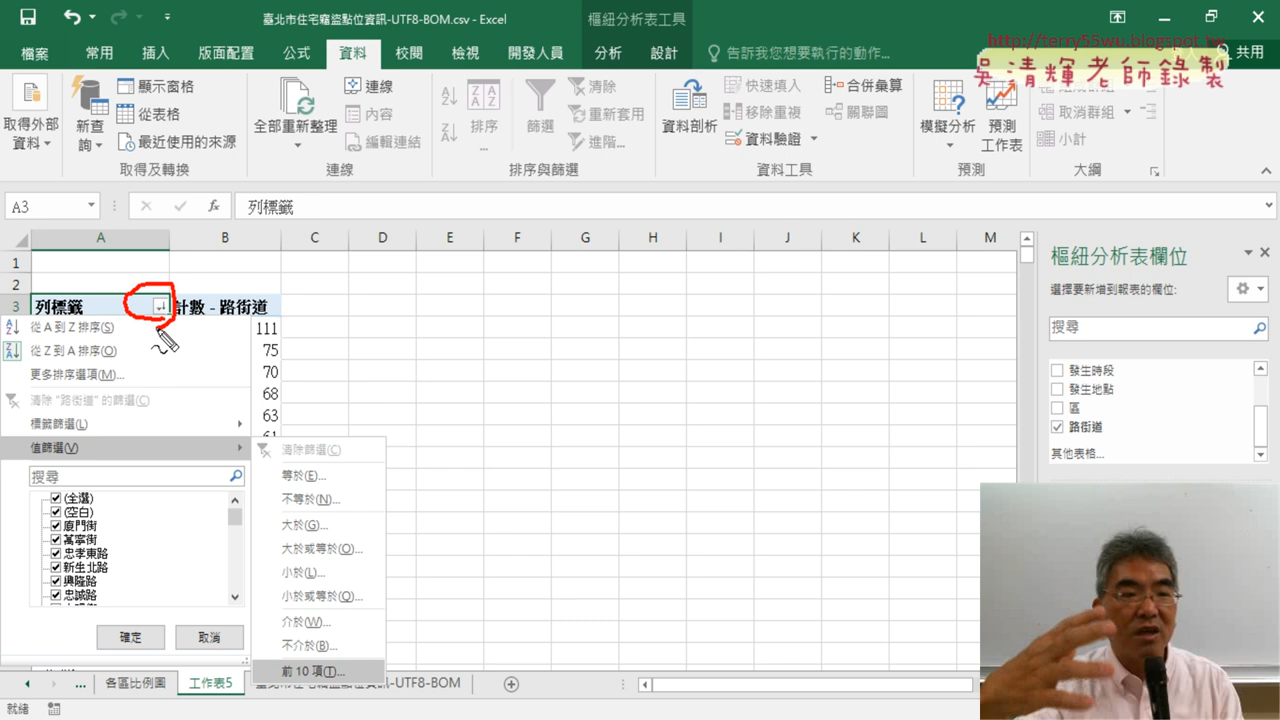 臺北市住宅竊盜點位資訊-UTF8-BOM.csv - Excel
樞紐分析表工具
http://terry55wu.blogspot.tw
吳清輝老師錄製
檔案 常用 插入 版面配置 公式 資料 校閱 檢視 開發人員 分析 設計 告訴我您想要執行的動作... 共用
取得外部資料
新查詢
顯示窗格
從表格
最近使用的來源
取得及轉換
全部重新整理
連線
內容
編輯連結
連線
排序...
篩選
清除
重新套用
進階...
排序與篩選
資料剖析
快速填入
移除重複
資料驗證
合併彙算
關聯圖
資料工具
模擬分析
預測工作表
預測
取消群組
小計
大綱
A3 fx 列標籤
A B C D E F G H I J K L M
1
2
3 列標籤 計數 - 路街道
從 A 到 Z 排序(S) 111
從 Z 到 A 排序(O) 75
更多排序選項(M)... 70
清除 "路街道" 的篩選(C) 68
標籤篩選(L) 63
61
值篩選(V)
搜尋
(全選)
(空白)
廈門街
萬寧街
忠孝東路
新生北路
興隆路
忠誠路
確定 取消
清除篩選(C)
等於(E)...
不等於(N)...
大於(G)...
大於或等於(O)...
小於(L)...
小於或等於(Q)...
介於(W)...
不介於(B)...
前 10 項(T)...
樞紐分析表欄位
選擇要新增到報表的欄位:
搜尋
發生時段
發生地點
區
路街道
其他表格...
... 各區比例圖 工作表5 臺北市住宅竊盜點位資訊-UTF8-BOM
就緒